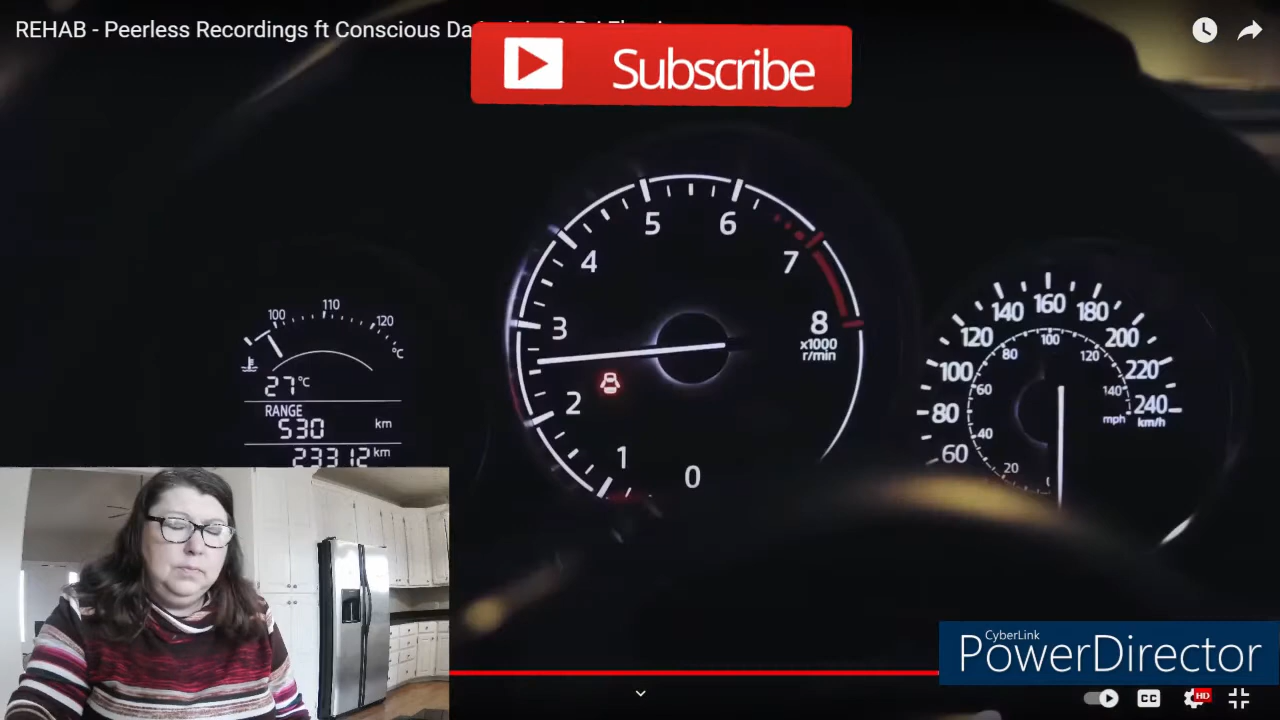 REHAB - Peerless Recordings ft Conscious
Subscribe
5 6
4 7
3 8
x1000
r/min
2
1 0
100 110 120
°C
27°C
RANGE
530 km
23312 km
60 80 100 120 140 160 180 200 220 240
km/h
20 40 60 80 100 120 140
mph
CyberLink
PowerDirector
CC
HD